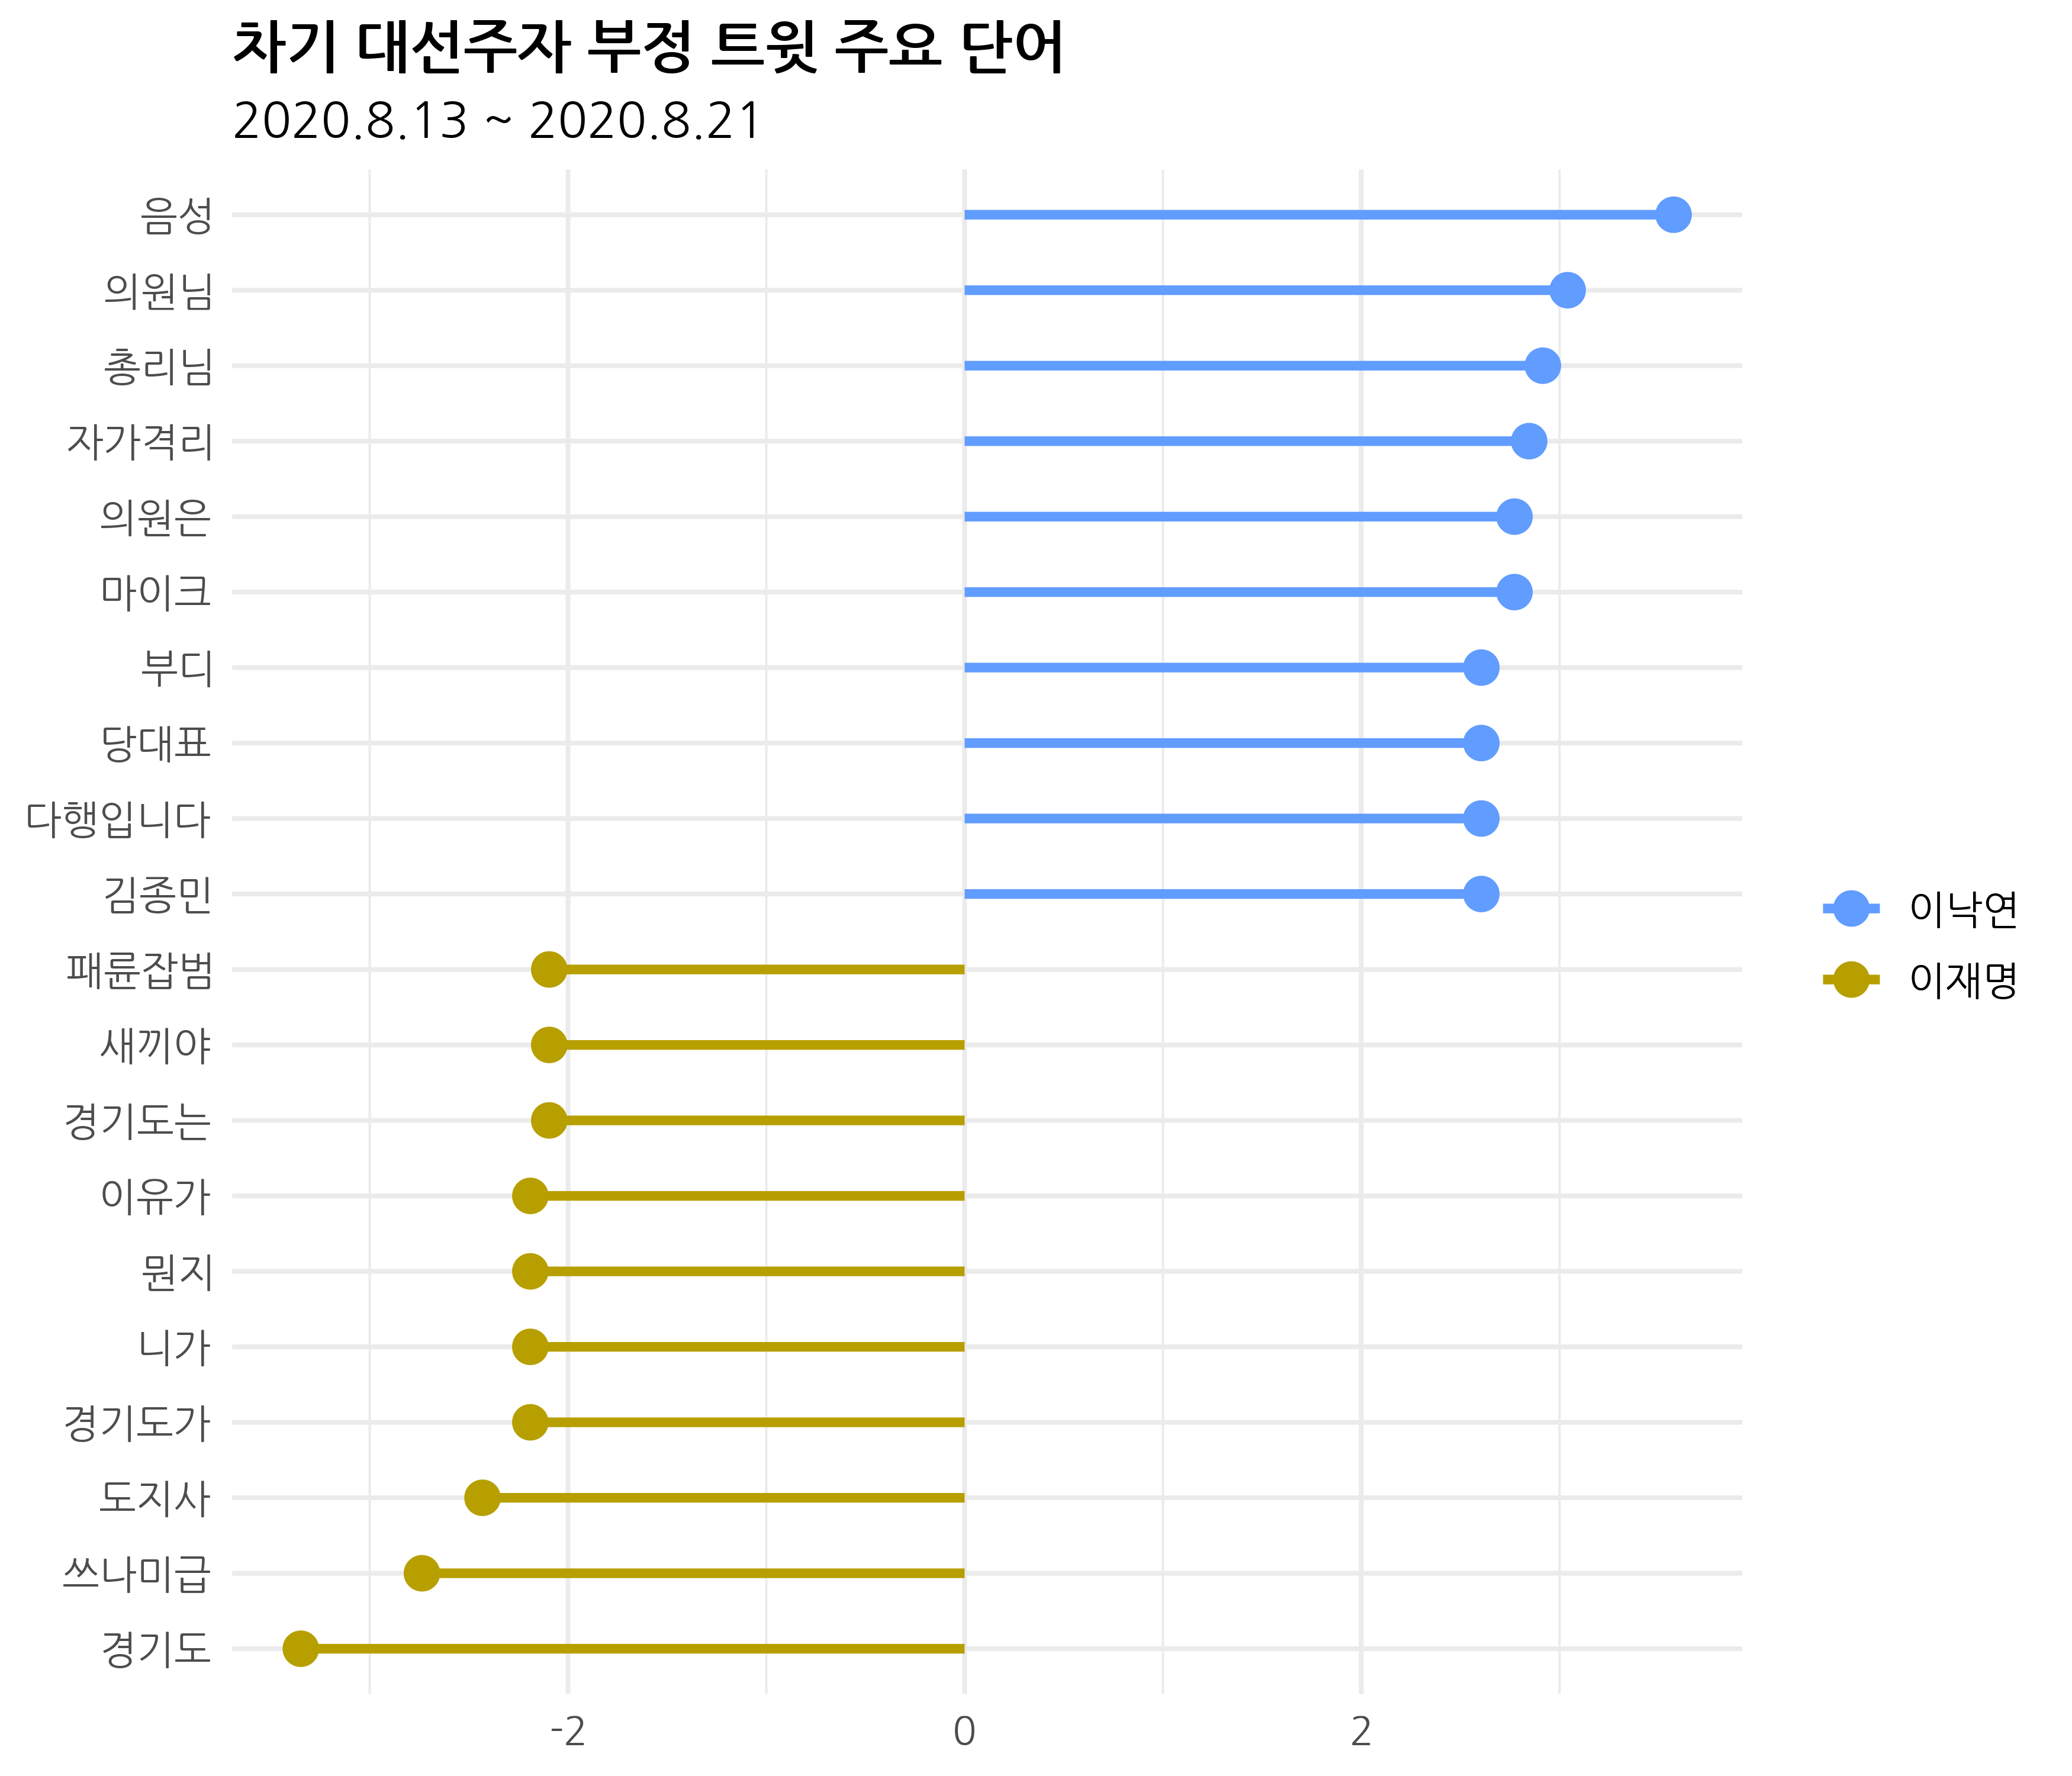 차기 대선주자 부정 트윗 주요 단어
2020.8.13 ~ 2020.8.21
음성
의원님
총리님
자가격리
의원은
마이크
부디
당대표
다행입니다
김종민
패륜잡범
새끼야
경기도는
이유가
뭔지
니가
경기도가
도지사
쓰나미급
경기도
-2 0 2
이낙연
이재명